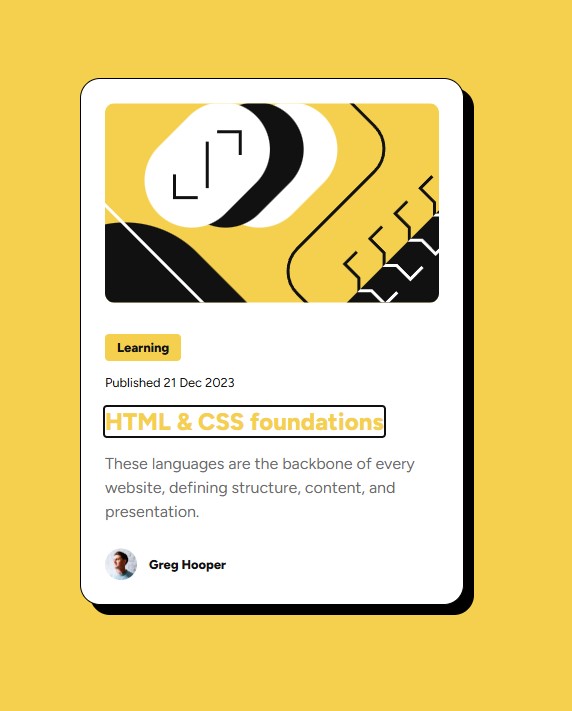 Learning
Published 21 Dec 2023
HTML & CSS foundations
These languages are the backbone of every
website, defining structure, content, and
presentation.
Greg Hooper